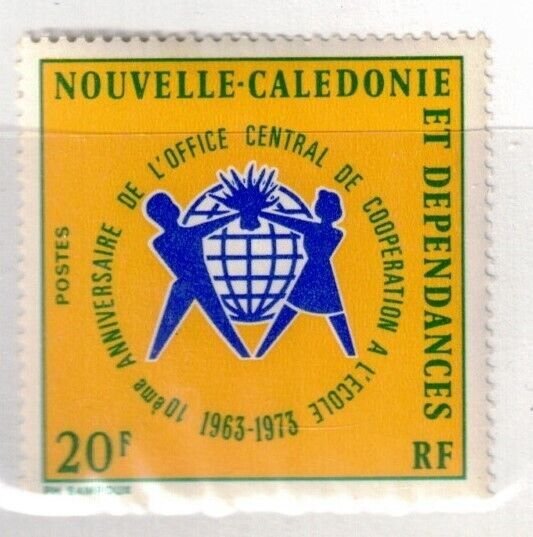 NOUVELLE-CALEDONIE
ET DEPENDANCES
10ème ANNIVERSAIRE DE L'OFFICE CENTRAL DE COOPERATION A L'ECOLE
1963-1973
POSTES
20F
RF